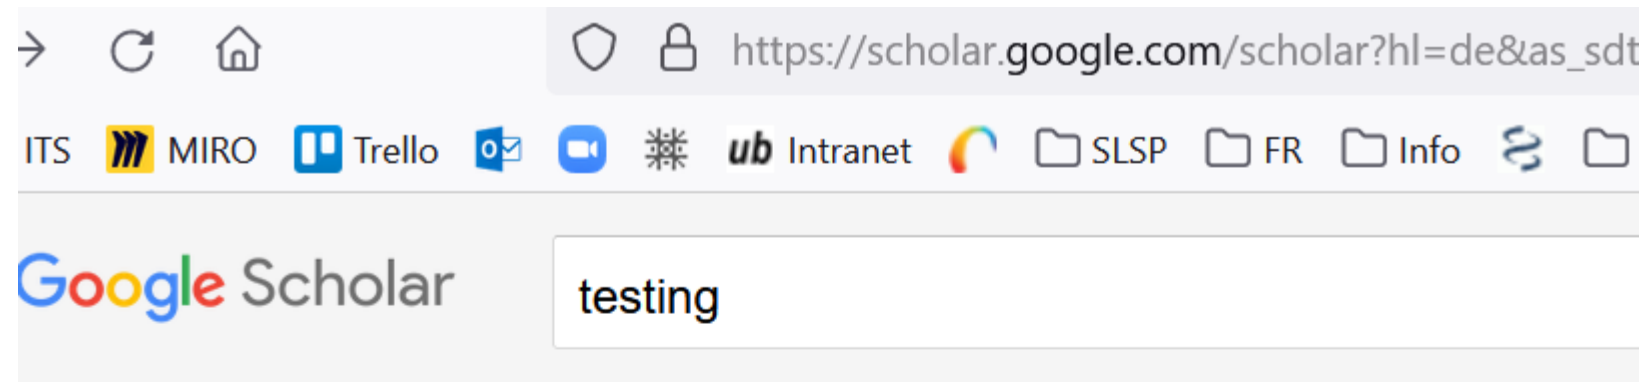 https://scholar.google.com/scholar?hl=de&as_sdt
ITS MIRO Trello ub Intranet SLSP FR Info
Google Scholar testing